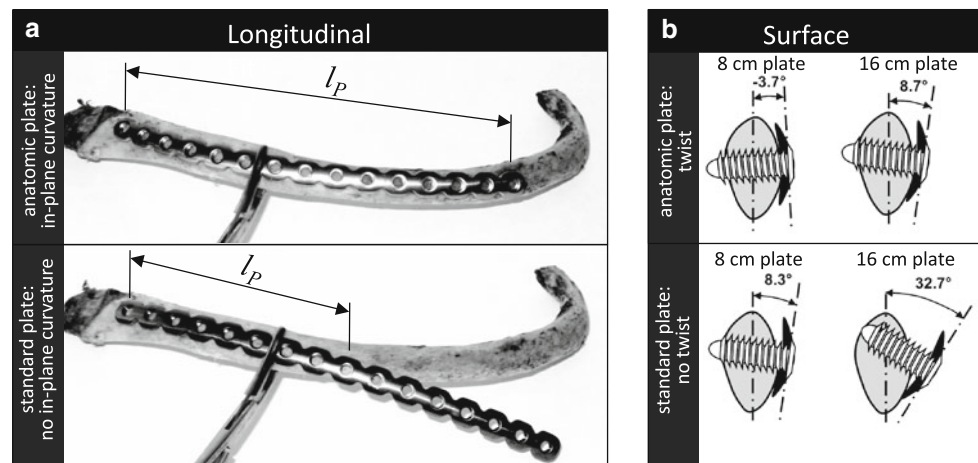 a
Longitudinal
anatomic plate:
in-plane curvature
lP
standard plate:
no in-plane curvature
lP
b
Surface
anatomic plate:
twist
8 cm plate
-3.7°
16 cm plate
8.7°
standard plate:
no twist
8 cm plate
8.3°
16 cm plate
32.7°